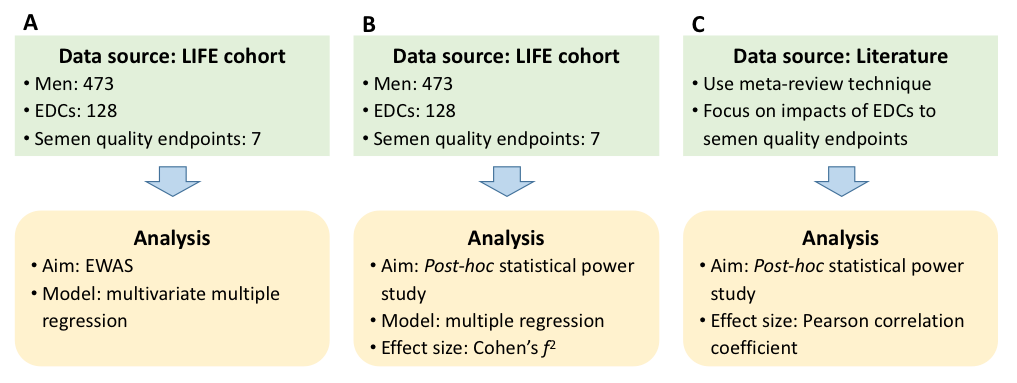 A
Data source: LIFE cohort
• Men: 473
• EDCs: 128
• Semen quality endpoints: 7
Analysis
• Aim: EWAS
• Model: multivariate multiple
regression
B
Data source: LIFE cohort
• Men: 473
• EDCs: 128
• Semen quality endpoints: 7
Analysis
• Aim: Post-hoc statistical power
study
• Model: multiple regression
• Effect size: Cohen's f²
C
Data source: Literature
• Use meta-review technique
• Focus on impacts of EDCs to
semen quality endpoints
Analysis
• Aim: Post-hoc statistical power
study
• Effect size: Pearson correlation
coefficient